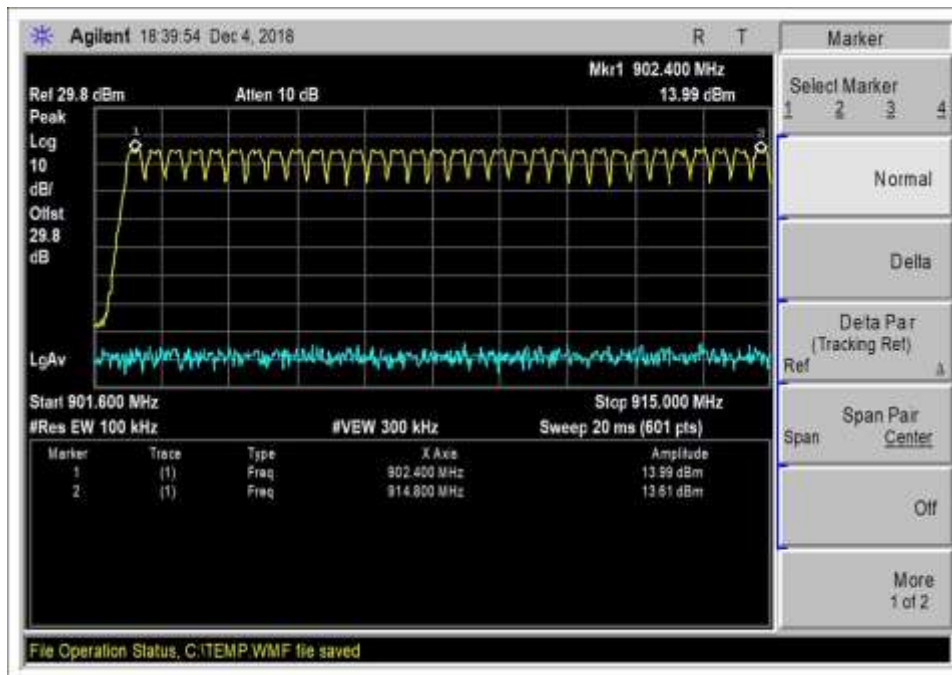 Agilent 18:39:54 Dec 4, 2018 R T
Mkr1 902.400 MHz
Ref 29.8 dBm Atten 10 dB 13.99 dBm
Peak
Log
10
dB/
Offst
29.8
dB
1
LgAv
Start 901.600 MHz Stop 915.000 MHz
#Res EW 100 kHz #VEW 300 kHz Sweep 20 ms (601 pts)
Marker Trace Type X Axis Amplitude
1 (1) Freq 902.400 MHz 13.99 dBm
2 (1) Freq 914.800 MHz 13.61 dBm
File Operation Status, C:\TEMP.WMF file saved
Marker
Select Marker
1 2 3 4
Normal
Delta
Delta Par
(Tracking Ref)
Ref Δ
Span Pair
Span Center
Off
More
1 of 2